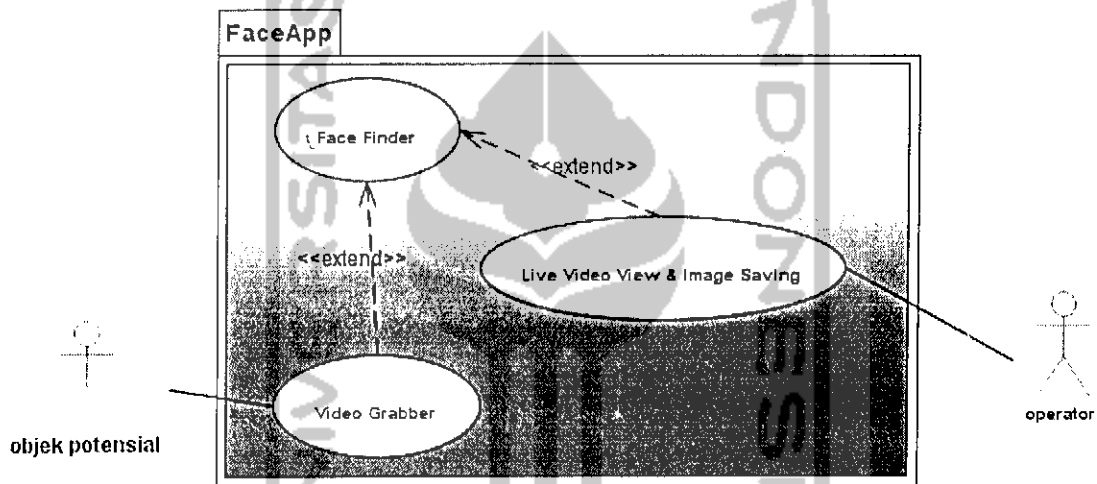 FaceApp
Face Finder
<<extend>>
<<extend>>
Live Video View & Image Saving
Video Grabber
objek potensial
operator